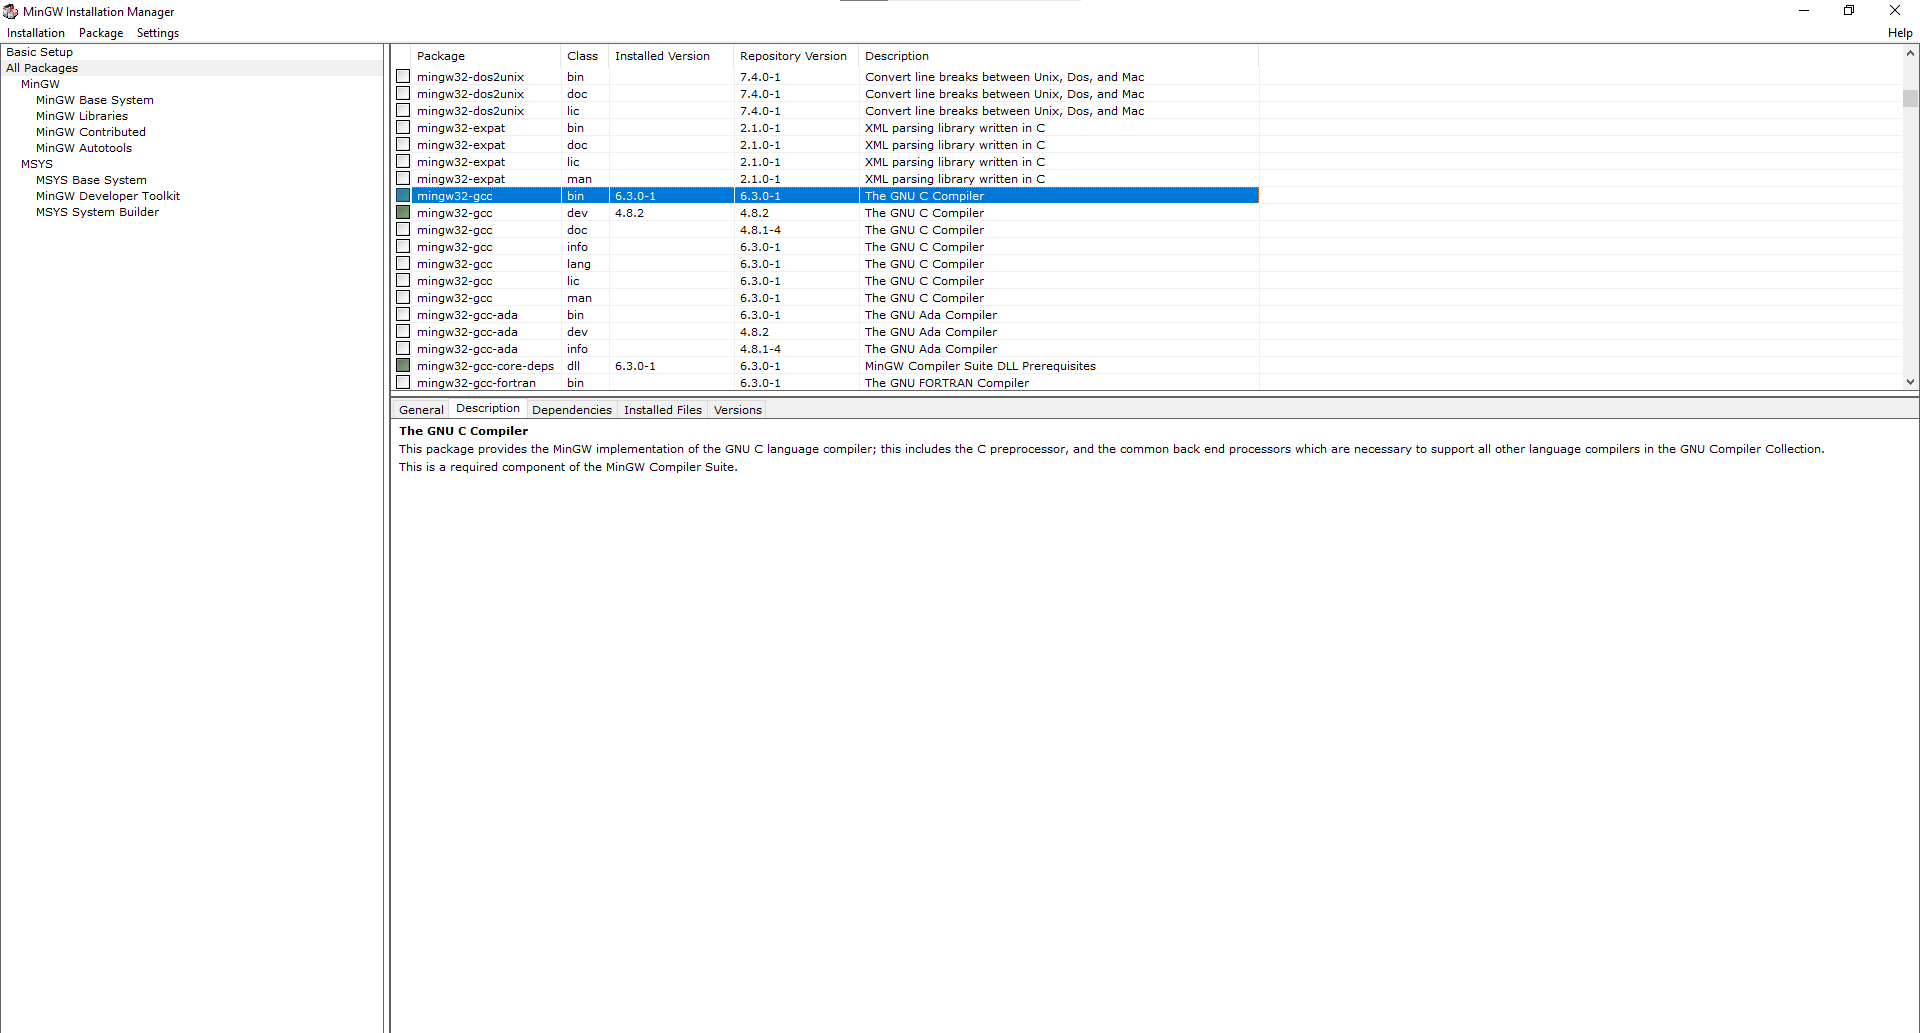 MinGW Installation Manager
Installation Package Settings Help
Basic Setup
All Packages
MinGW
MinGW Base System
MinGW Libraries
MinGW Contributed
MinGW Autotools
MSYS
MSYS Base System
MinGW Developer Toolkit
MSYS System Builder
Package Class Installed Version Repository Version Description
mingw32-dos2unix bin 7.4.0-1 Convert line breaks between Unix, Dos, and Mac
mingw32-dos2unix doc 7.4.0-1 Convert line breaks between Unix, Dos, and Mac
mingw32-dos2unix lic 7.4.0-1 Convert line breaks between Unix, Dos, and Mac
mingw32-expat bin 2.1.0-1 XML parsing library written in C
mingw32-expat doc 2.1.0-1 XML parsing library written in C
mingw32-expat lic 2.1.0-1 XML parsing library written in C
mingw32-expat man 2.1.0-1 XML parsing library written in C
mingw32-gcc bin 6.3.0-1 6.3.0-1 The GNU C Compiler
mingw32-gcc dev 4.8.2 4.8.2 The GNU C Compiler
mingw32-gcc doc 4.8.1-4 The GNU C Compiler
mingw32-gcc info 6.3.0-1 The GNU C Compiler
mingw32-gcc lang 6.3.0-1 The GNU C Compiler
mingw32-gcc lic 6.3.0-1 The GNU C Compiler
mingw32-gcc man 6.3.0-1 The GNU C Compiler
mingw32-gcc-ada bin 6.3.0-1 The GNU Ada Compiler
mingw32-gcc-ada dev 4.8.2 The GNU Ada Compiler
mingw32-gcc-ada info 4.8.1-4 The GNU Ada Compiler
mingw32-gcc-core-deps dll 6.3.0-1 6.3.0-1 MinGW Compiler Suite DLL Prerequisites
mingw32-gcc-fortran bin 6.3.0-1 The GNU FORTRAN Compiler
General Description Dependencies Installed Files Versions
The GNU C Compiler
This package provides the MinGW implementation of the GNU C language compiler; this includes the C preprocessor, and the common back end processors which are necessary to support all other language compilers in the GNU Compiler Collection.
This is a required component of the MinGW Compiler Suite.